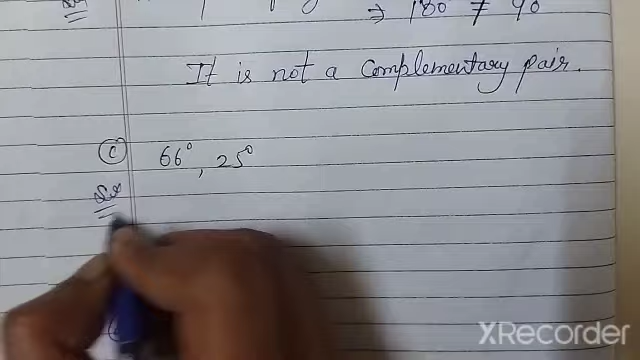 ⇒ 180° ≠ 90
It is not a Complementary pair.
(C) 66°, 25°
Sol
XRecorder